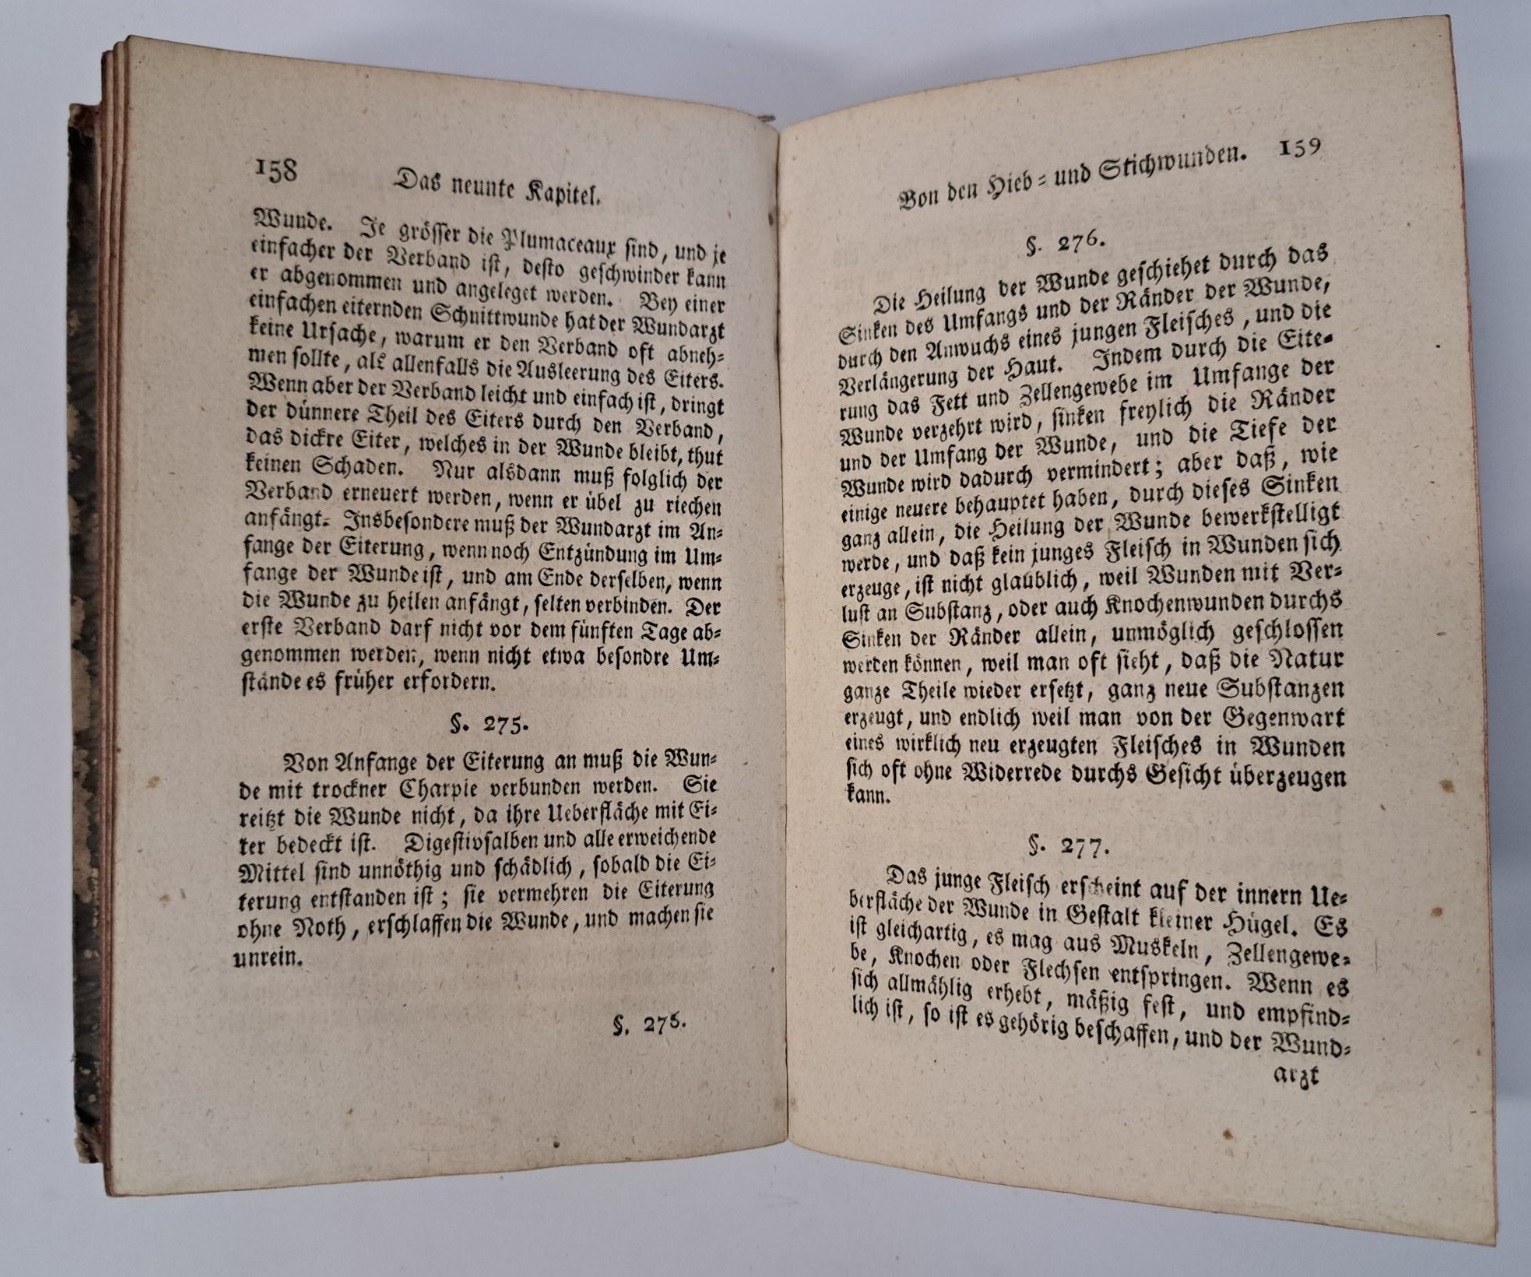 158
Das neunte Kapitel.
Wunde. Je grösser die Plumaceaux sind, und je
einfacher der Verband ist, desto geschwinder kann
er abgenommen und angeleget werden. Bey einer
einfachen eiternden Schnittwunde hat der Wundarzt
keine Ursache, warum er den Verband oft abneh-
men sollte, als allenfalls die Ausleerung des Eiters.
Wenn aber der Verband leicht und einfach ist, dringt
der dünnere Theil des Eiters durch den Verband,
das dickre Eiter, welches in der Wunde bleibt, thut
keinen Schaden. Nur alsdann muß folglich der
Verband erneuert werden, wenn er übel zu riechen
anfängt. Insbesondere muß der Wundarzt im An-
fange der Eiterung, wenn noch Entzündung im Um-
fange der Wunde ist, und am Ende derselben, wenn
die Wunde zu heilen anfängt, selten verbinden. Der
erste Verband darf nicht vor dem fünften Tage ab-
genommen werden, wenn nicht etwa besondre Um-
stände es früher erfordern.
§. 275.
Von Anfange der Eiterung an muß die Wun-
de mit trockner Charpie verbunden werden. Sie
reitzt die Wunde nicht, da ihre Ueberfläche mit Ei-
ter bedeckt ist. Digestivsalben und alle erweichende
Mittel sind unnöthig und schädlich, sobald die Ei-
terung entstanden ist; sie vermehren die Eiterung
ohne Noth, erschlaffen die Wunde, und machen sie
unrein.
§. 276.
Von den Hieb- und Stichwunden. 159
§. 276.
Die Heilung der Wunde geschiehet durch das
Sinken des Umfangs und der Ränder der Wunde,
durch den Anwuchs eines jungen Fleisches, und die
Verlängerung der Haut. Indem durch die Eite-
rung das Fett und Zellengewebe im Umfange der
Wunde verzehrt wird, sinken freylich die Ränder
und der Umfang der Wunde, und die Tiefe der
Wunde wird dadurch vermindert; aber daß, wie
einige neuere behauptet haben, durch dieses Sinken
ganz allein, die Heilung der Wunde bewerkstelligt
werde, und daß kein junges Fleisch in Wunden sich
erzeuge, ist nicht glaublich, weil Wunden mit Ver-
lust an Substanz, oder auch Knochenwunden durchs
Sinken der Ränder allein, unmöglich geschlossen
werden können, weil man oft sieht, daß die Natur
ganze Theile wieder ersetzt, ganz neue Substanzen
erzeugt, und endlich weil man von der Gegenwart
eines wirklich neu erzeugten Fleisches in Wunden
sich oft ohne Widerrede durchs Gesicht überzeugen
kann.
§. 277.
Das junge Fleisch erscheint auf der innern Ue-
berfläche der Wunde in Gestalt kleiner Hügel. Es
ist gleichartig, es mag aus Muskeln, Zellengewe-
be, Knochen oder Flechsen entspringen. Wenn es
sich allmählig erhebt, mäßig fest, und empfind-
lich ist, so ist es gehörig beschaffen, und der Wund-
arzt